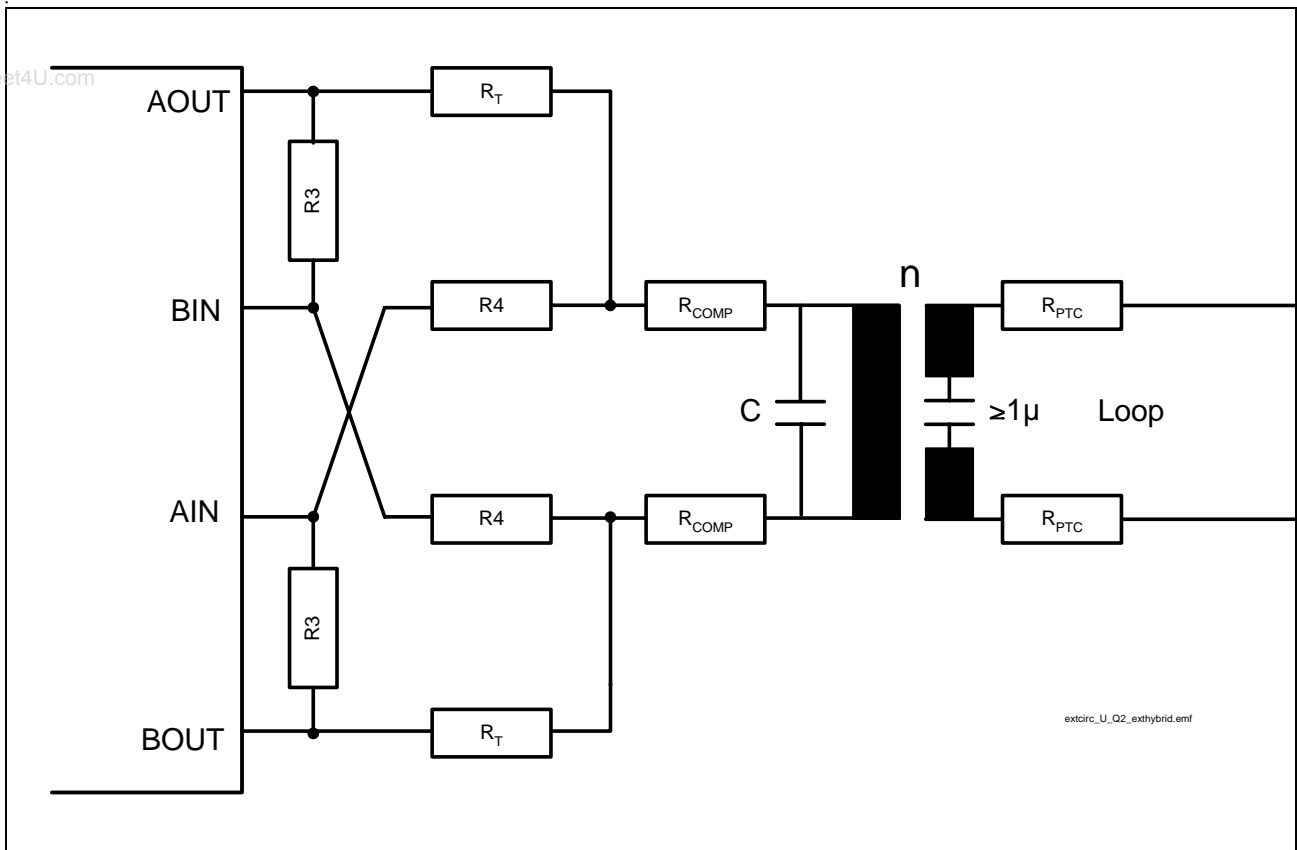 eet4U.com
AOUT
R_T
R3
n
BIN
R4
R_COMP
R_PTC
C
≥1µ
Loop
AIN
R4
R_COMP
R_PTC
R3
BOUT
R_T
extcirc_U_Q2_exthybrid.emf